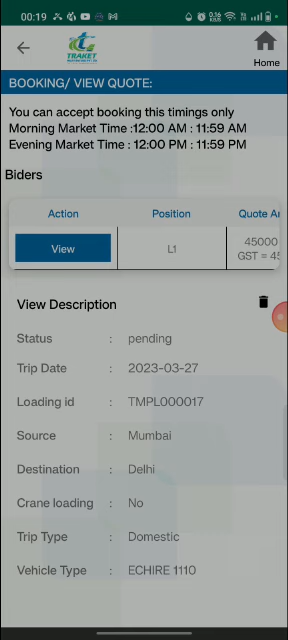 00:19
TRAKET
Home
BOOKING/ VIEW QUOTE:
You can accept booking this timings only
Morning Market Time :12:00 AM : 11:59 AM
Evening Market Time : 12:00 PM : 11:59 PM
Biders
Action Position Quote Ar
View L1 45000
GST = 45
View Description
Status : pending
Trip Date : 2023-03-27
Loading id : TMPL000017
Source : Mumbai
Destination : Delhi
Crane loading : No
Trip Type : Domestic
Vehicle Type : ECHIRE 1110